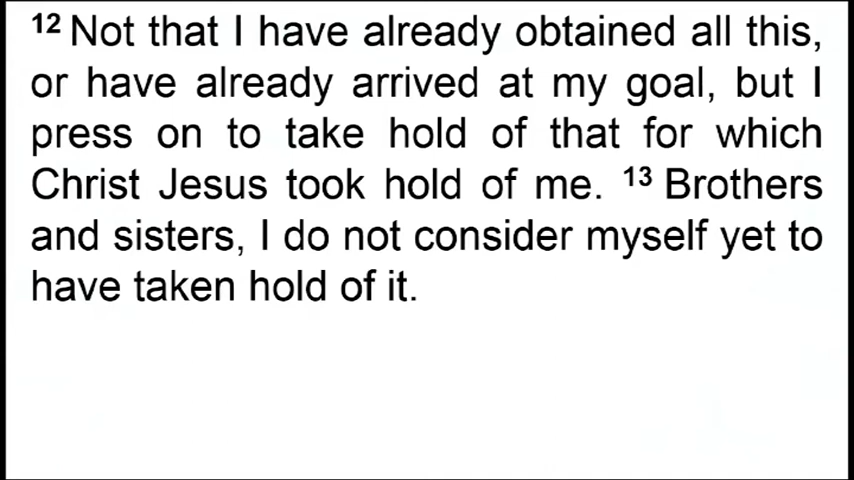 12 Not that I have already obtained all this,
or have already arrived at my goal, but I
press on to take hold of that for which
Christ Jesus took hold of me. 13 Brothers
and sisters, I do not consider myself yet to
have taken hold of it.